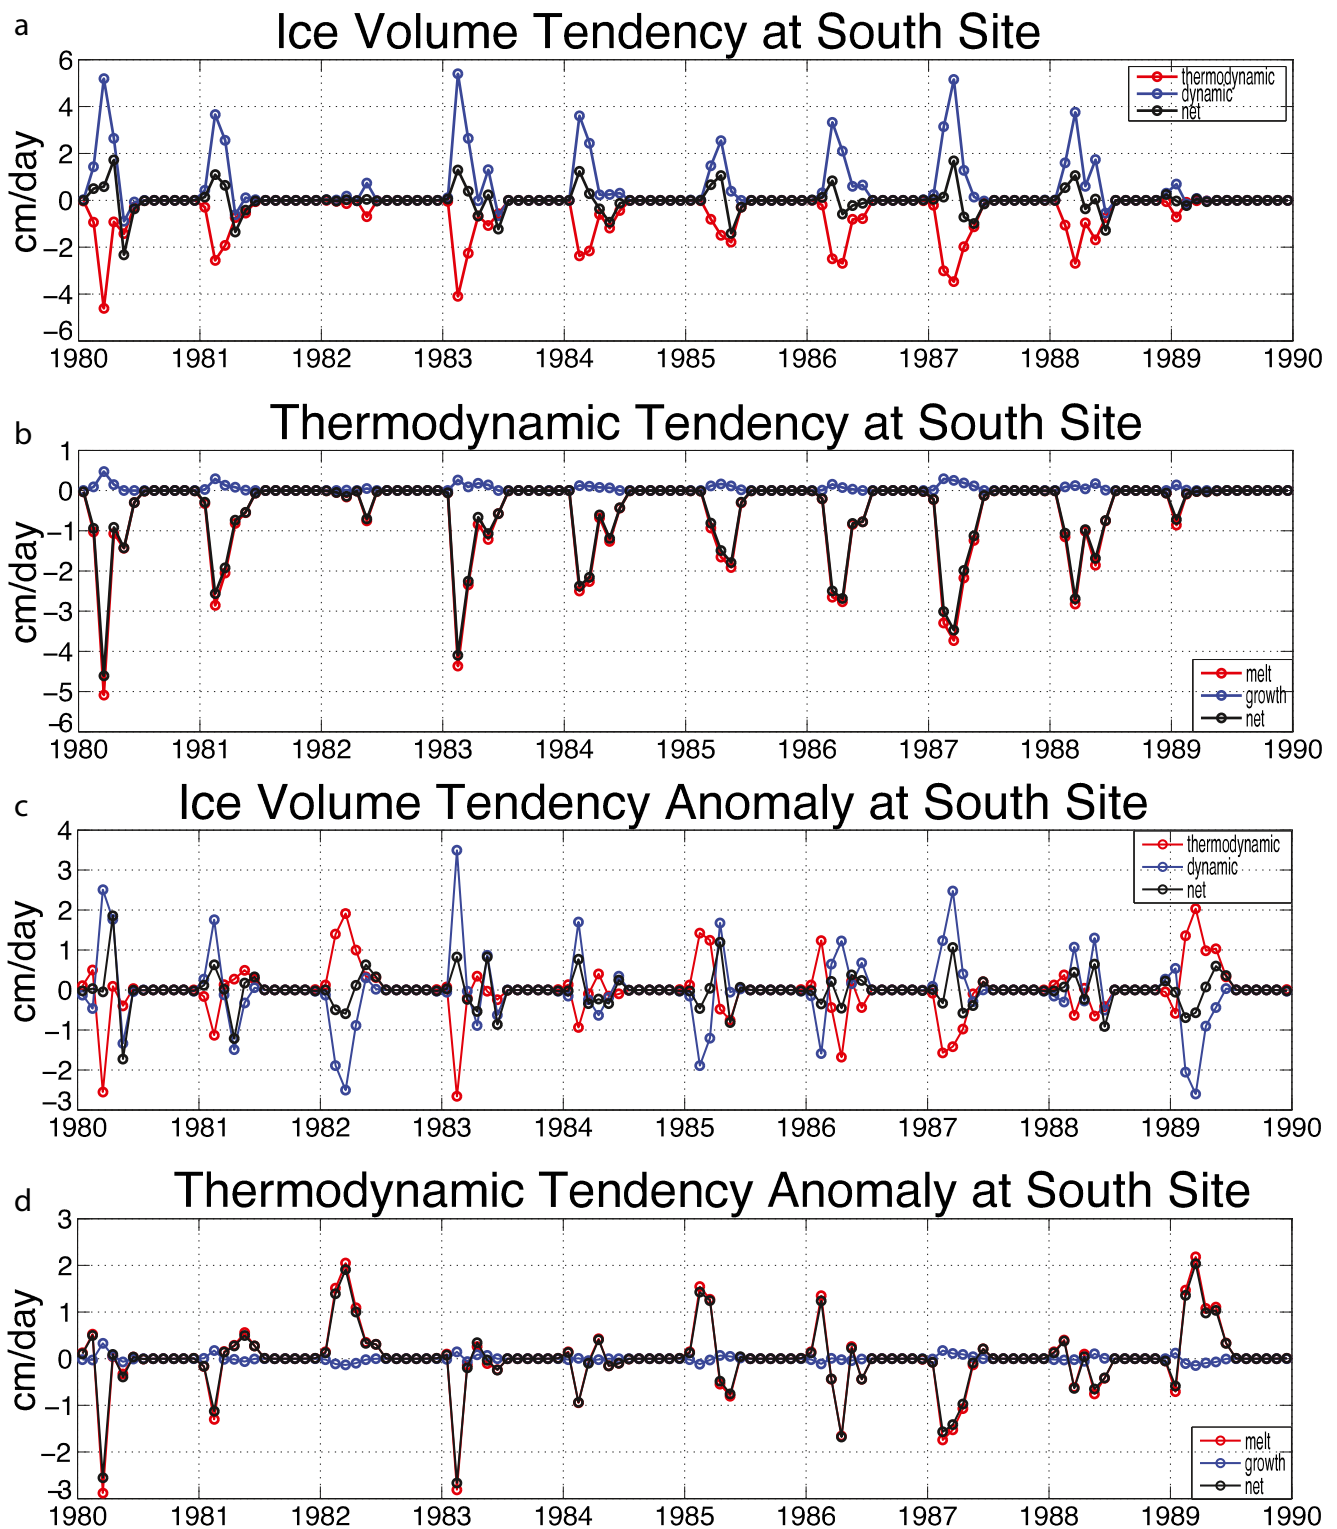 a
Ice Volume Tendency at South Site
cm/day
6
4
2
0
−2
−4
−6
thermodynamic
dynamic
net
1980 1981 1982 1983 1984 1985 1986 1987 1988 1989 1990
b
Thermodynamic Tendency at South Site
cm/day
1
0
−1
−2
−3
−4
−5
−6
melt
growth
net
1980 1981 1982 1983 1984 1985 1986 1987 1988 1989 1990
c
Ice Volume Tendency Anomaly at South Site
cm/day
4
3
2
1
0
−1
−2
−3
thermodynamic
dynamic
net
1980 1981 1982 1983 1984 1985 1986 1987 1988 1989 1990
d
Thermodynamic Tendency Anomaly at South Site
cm/day
3
2
1
0
−1
−2
−3
melt
growth
net
1980 1981 1982 1983 1984 1985 1986 1987 1988 1989 1990